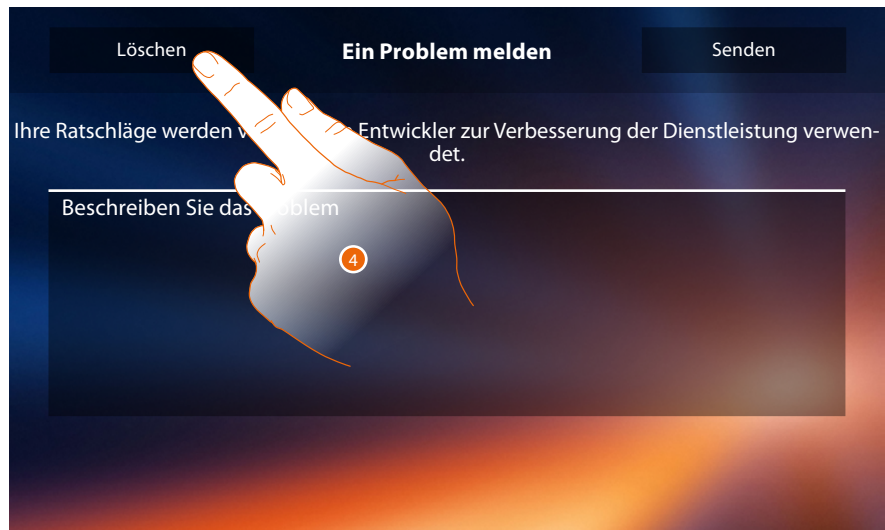 Löschen
Ein Problem melden
Senden
Ihre Ratschläge werden Entwickler zur Verbesserung der Dienstleistung verwen-
det.
Beschreiben Sie das Problem
4